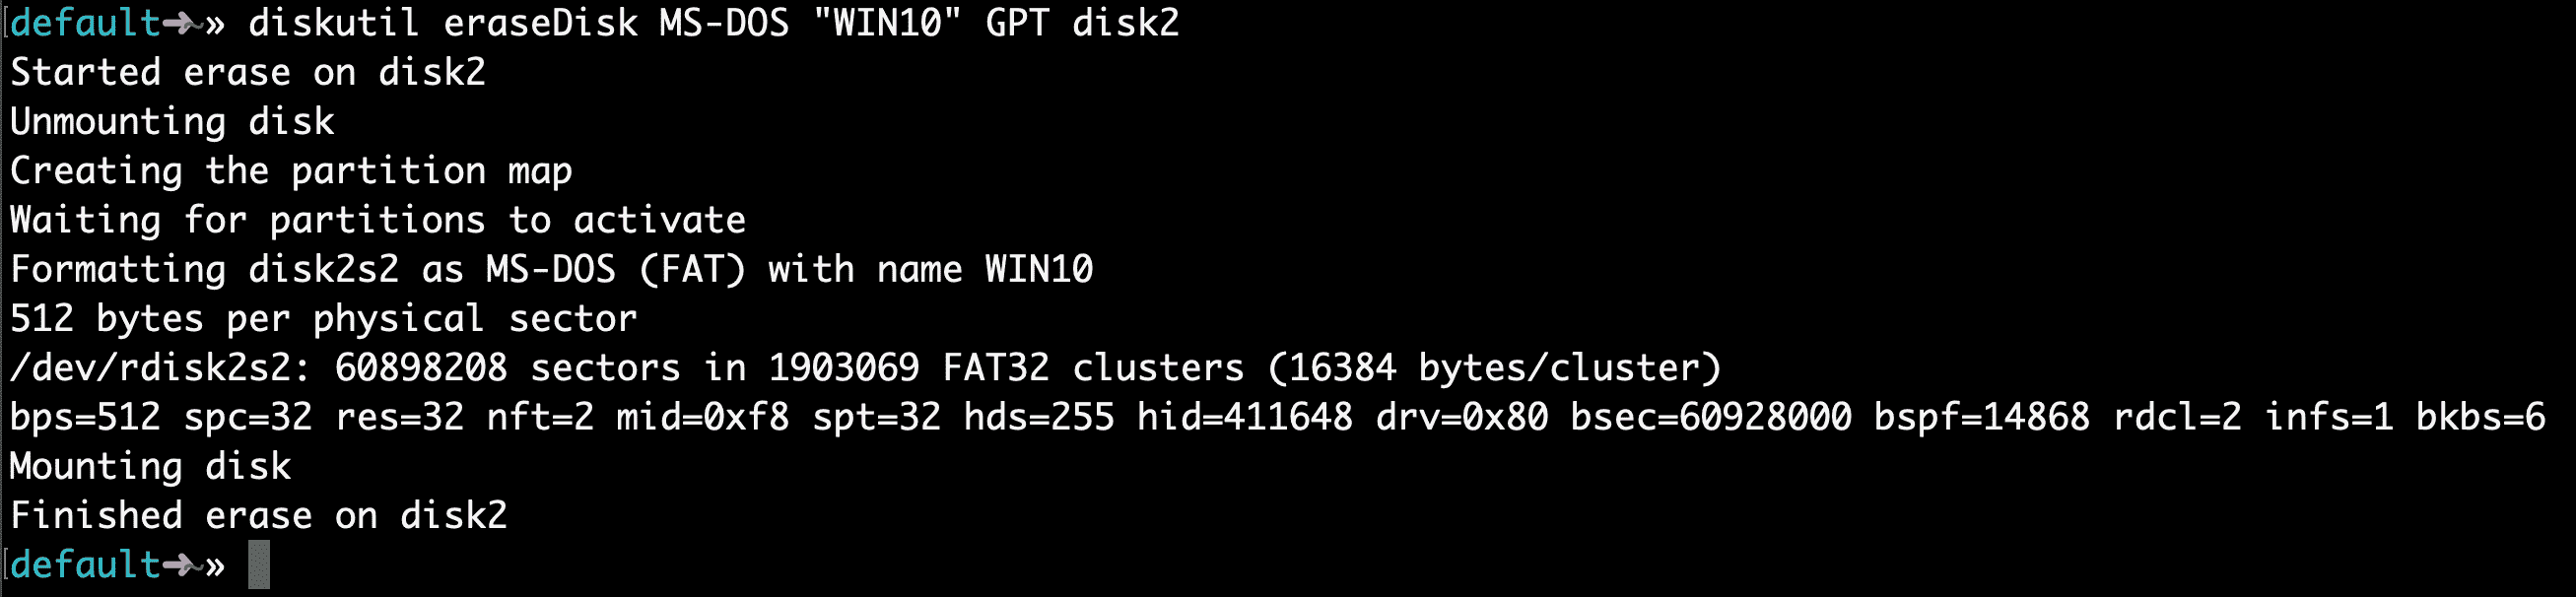 [default➜~» diskutil eraseDisk MS-DOS "WIN10" GPT disk2
Started erase on disk2
Unmounting disk
Creating the partition map
Waiting for partitions to activate
Formatting disk2s2 as MS-DOS (FAT) with name WIN10
512 bytes per physical sector
/dev/rdisk2s2: 60898208 sectors in 1903069 FAT32 clusters (16384 bytes/cluster)
bps=512 spc=32 res=32 nft=2 mid=0xf8 spt=32 hds=255 hid=411648 drv=0x80 bsec=60928000 bspf=14868 rdcl=2 infs=1 bkbs=6
Mounting disk
Finished erase on disk2
[default➜~»